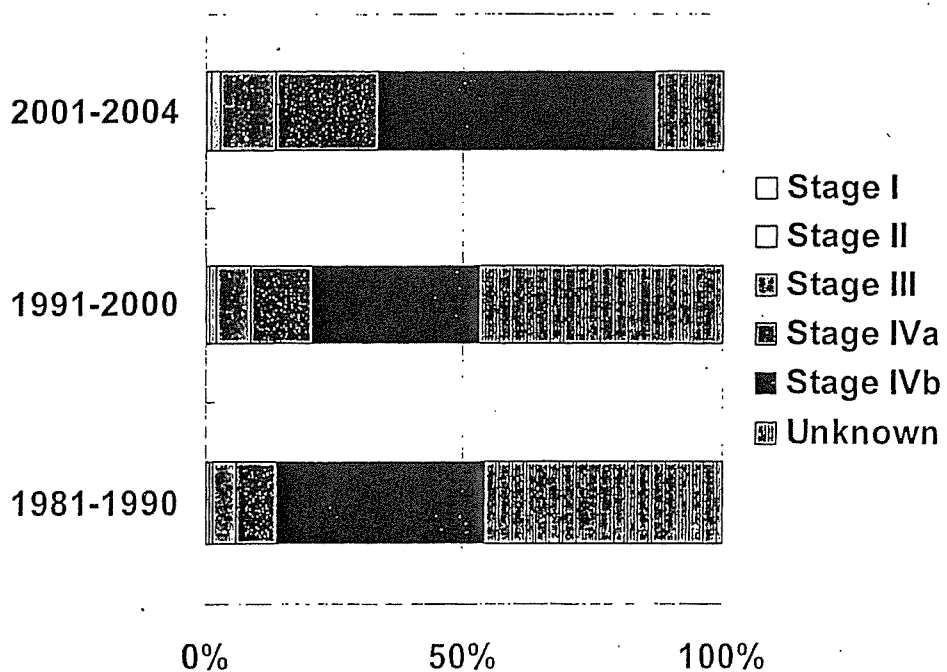 2001-2004
1991-2000
1981-1990
0%
50%
100%
Stage I
Stage II
Stage III
Stage IVa
Stage IVb
Unknown